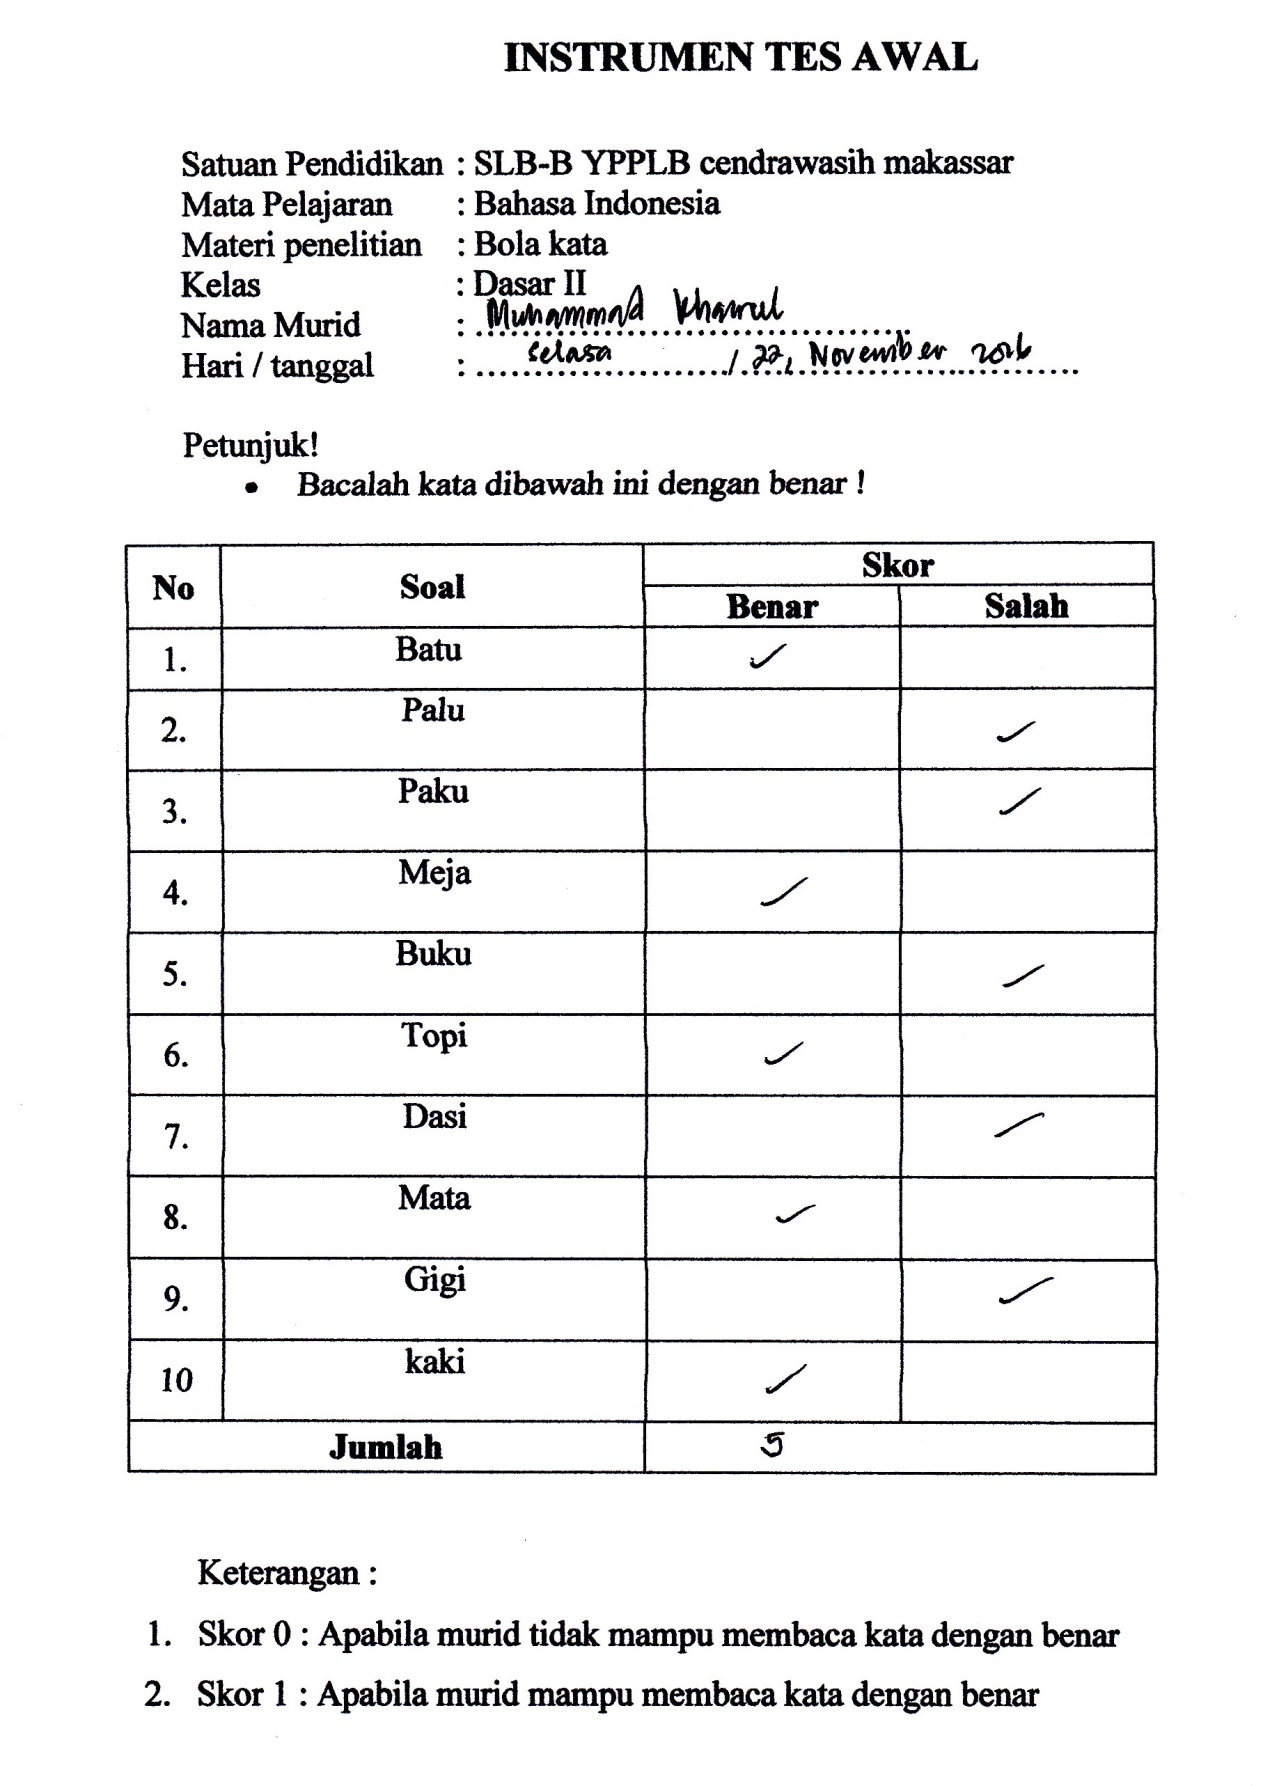 INSTRUMEN TES AWAL
Satuan Pendidikan : SLB-B YPPLB cendrawasih makassar
Mata Pelajaran : Bahasa Indonesia
Materi penelitian : Bola kata
Kelas : Dasar II
Nama Murid : Muhammad Khairul
Hari / tanggal : Selasa / 22, November 2016
Petunjuk!
• Bacalah kata dibawah ini dengan benar !
No Soal Skor
Benar Salah
1. Batu ✓
2. Palu ✓
3. Paku ✓
4. Meja ✓
5. Buku ✓
6. Topi ✓
7. Dasi ✓
8. Mata ✓
9. Gigi ✓
10 kaki ✓
Jumlah 5
Keterangan :
1. Skor 0 : Apabila murid tidak mampu membaca kata dengan benar
2. Skor 1 : Apabila murid mampu membaca kata dengan benar